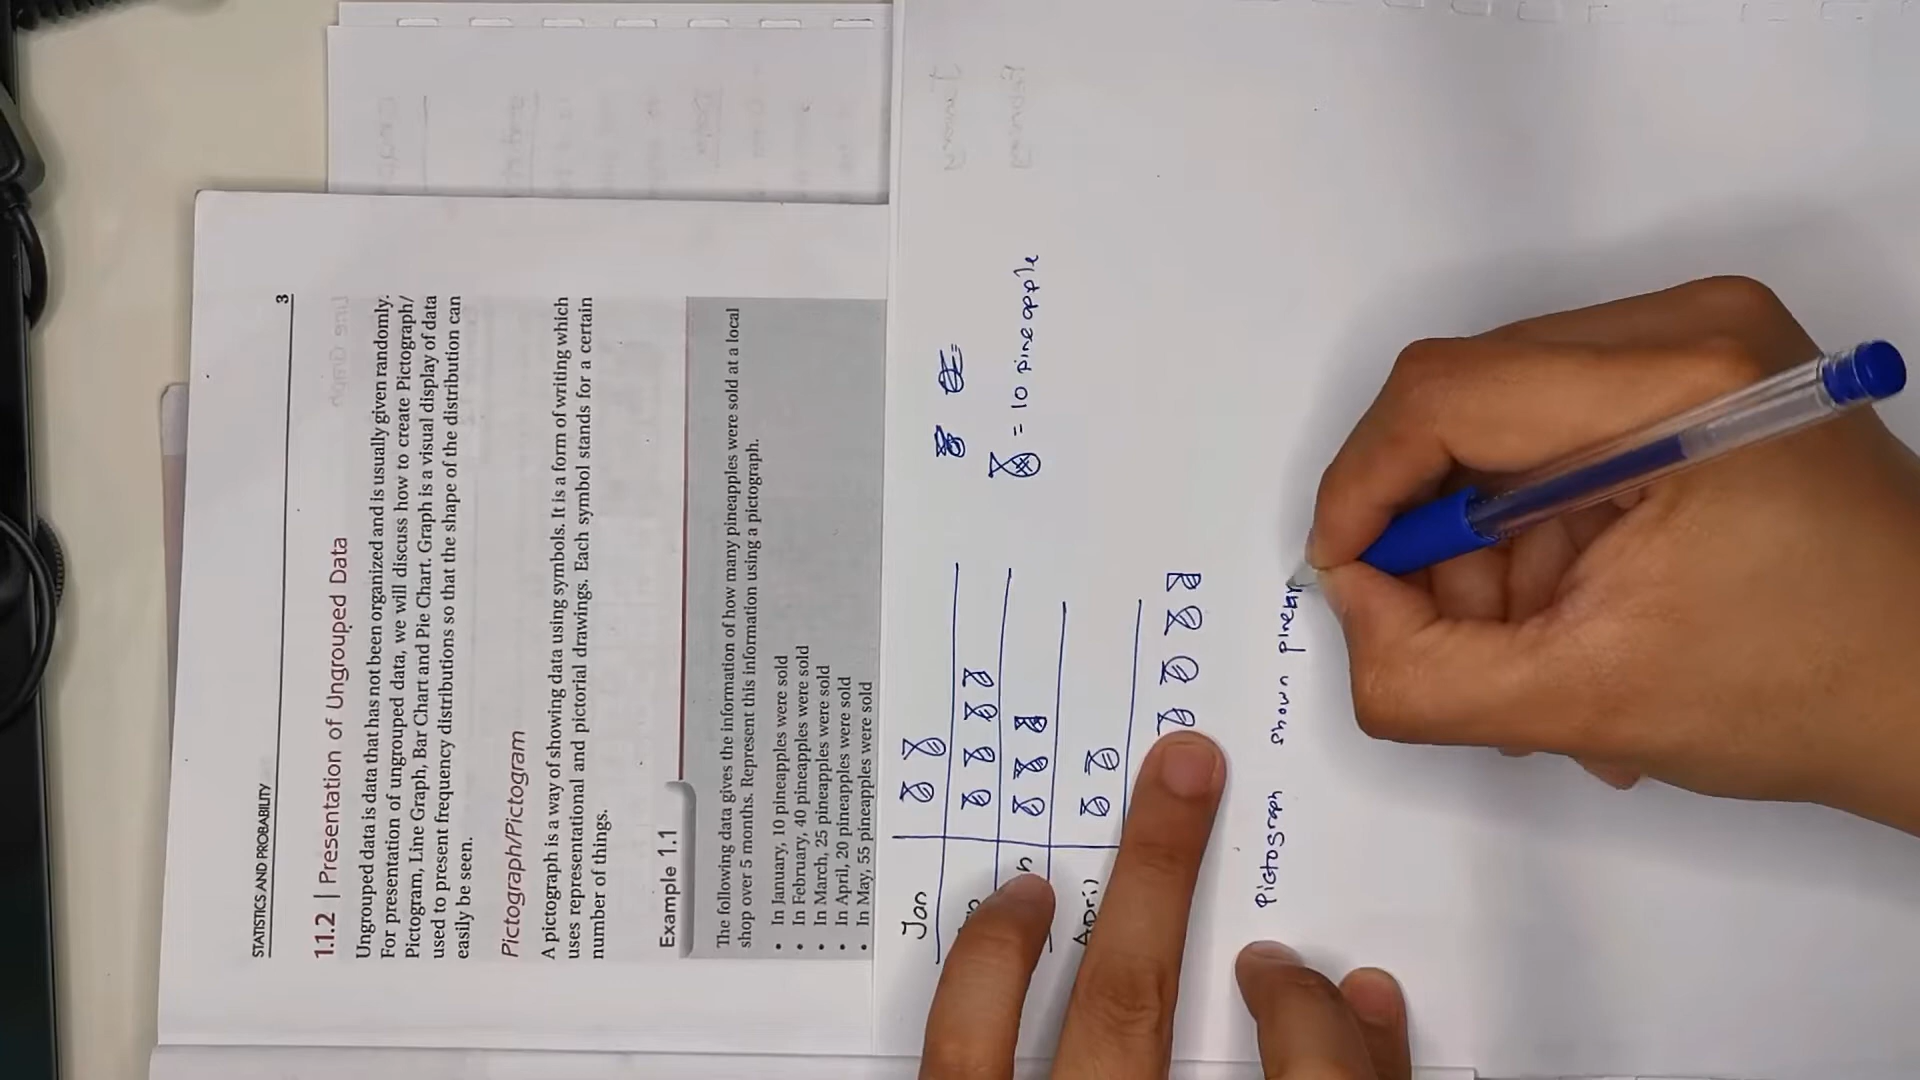 STATISTICS AND PROBABILITY 3
1.1.2 | Presentation of Ungrouped Data
Ungrouped data is data that has not been organized and is usually given randomly.
For presentation of ungrouped data, we will discuss how to create Pictograph/
Pictogram, Line Graph, Bar Chart and Pie Chart. Graph is a visual display of data
used to present frequency distributions so that the shape of the distribution can
easily be seen.
Pictograph/Pictogram
A pictograph is a way of showing data using symbols. It is a form of writing which
uses representational and pictorial drawings. Each symbol stands for a certain
number of things.
Example 1.1
The following data gives the information of how many pineapples were sold at a local
shop over 5 months. Represent this information using a pictograph.
• In January, 10 pineapples were sold
• In February, 40 pineapples were sold
• In March, 25 pineapples were sold
• In April, 20 pineapples were sold
• In May, 55 pineapples were sold
Jan
April
= 10 pineapple
Pictograph shown